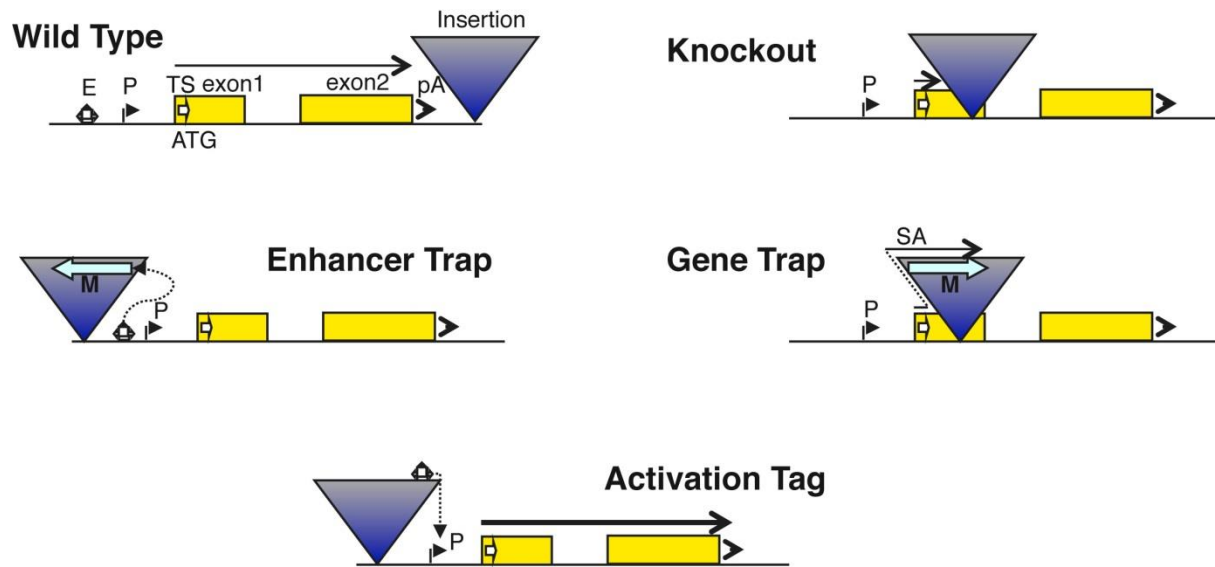 Wild Type
Insertion
E P TS exon1 exon2 pA
ATG
Knockout
P
Enhancer Trap
M
P
Gene Trap
SA
M
P
Activation Tag
P